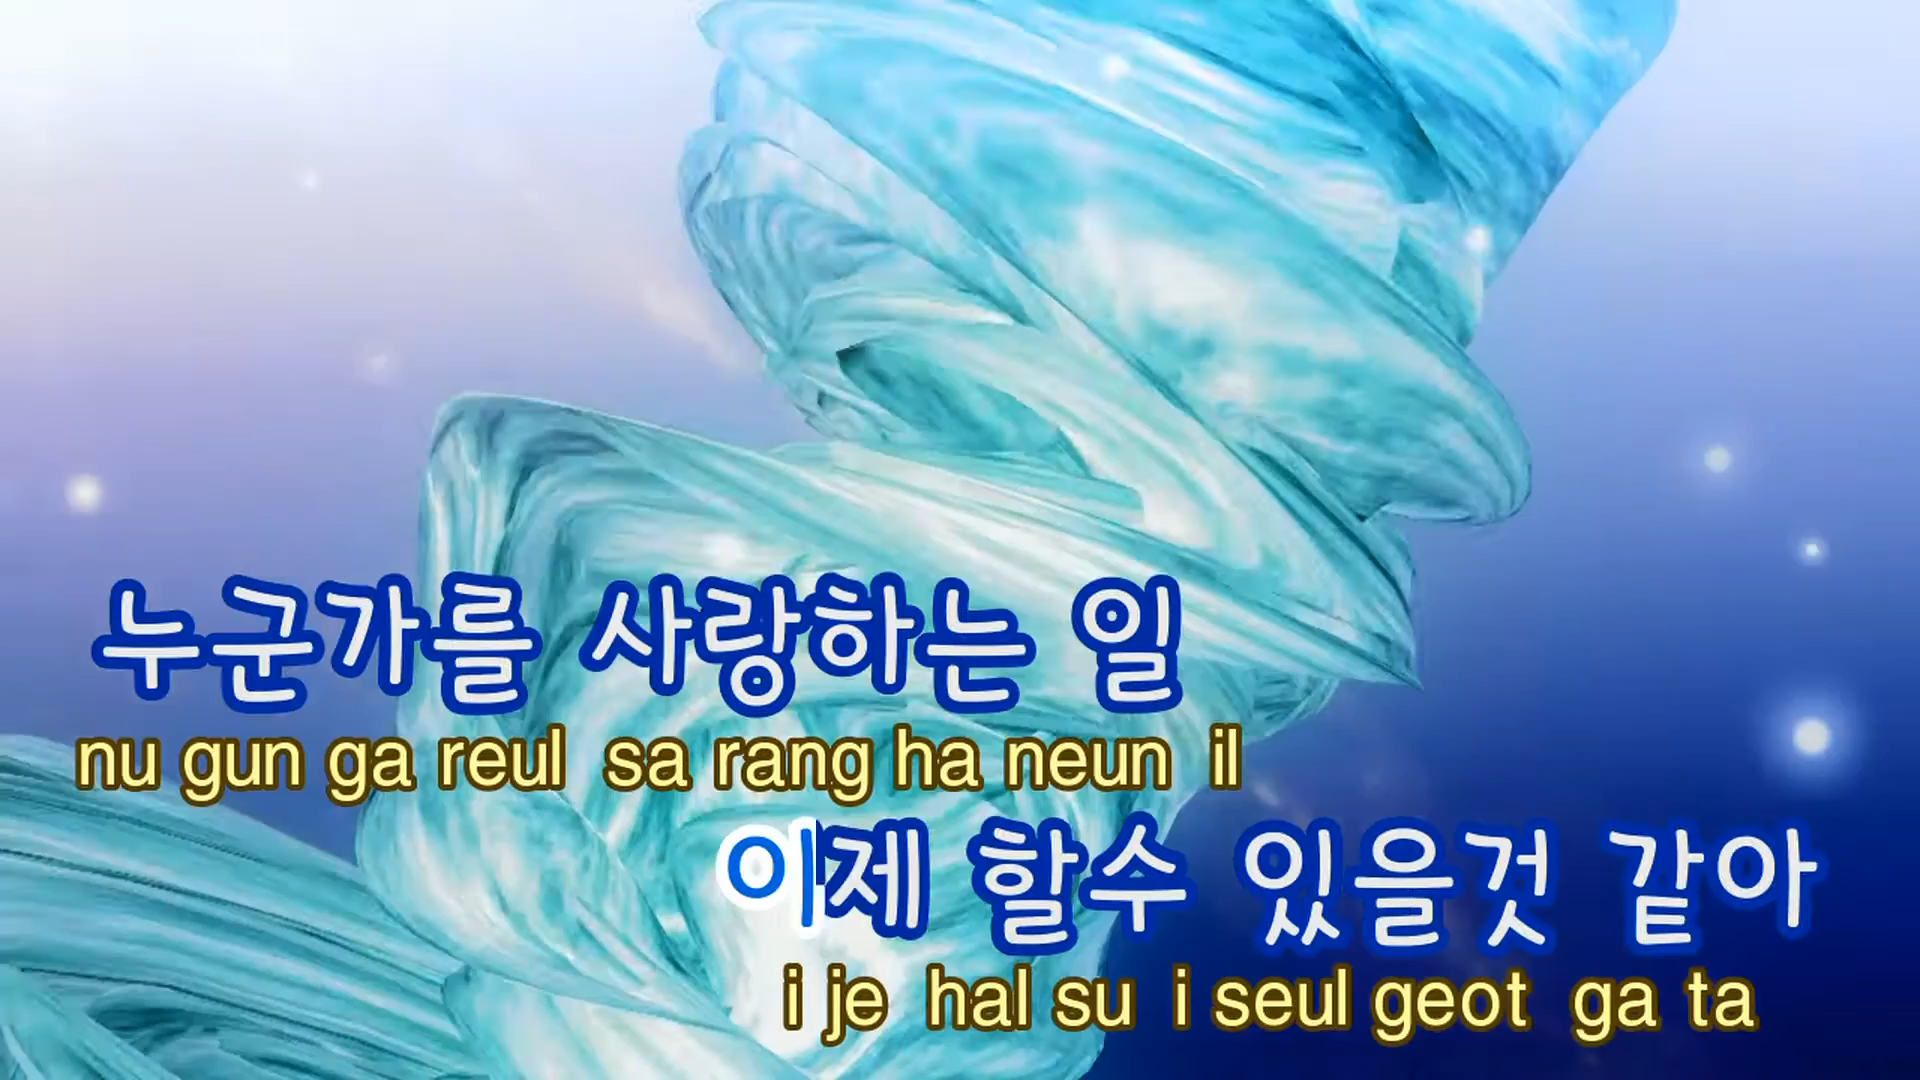 누군가를 사랑하는 일
nu gun ga reul sa rang ha neun il
이제 할수 있을것 같아
i je hal su i seul geot ga ta